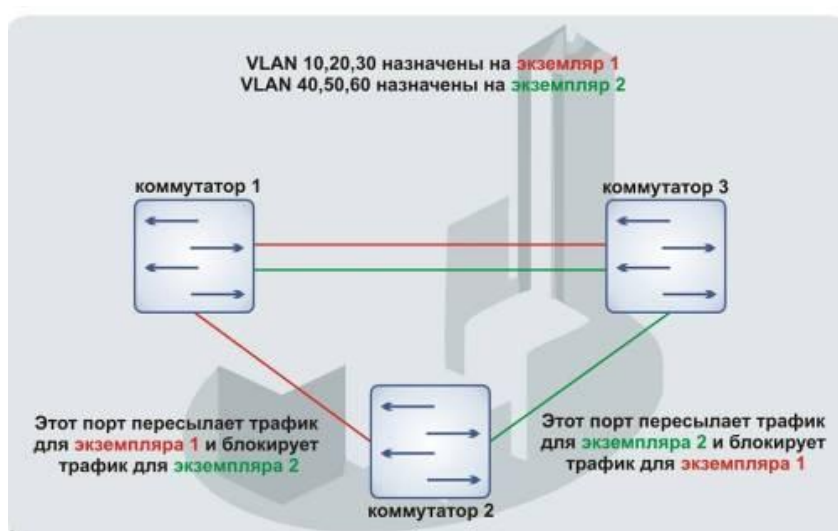 VLAN 10,20,30 назначены на экземляр 1
VLAN 40,50,60 назначены на экземпляр 2
коммутатор 1
коммутатор 3
Этот порт пересылает трафик
для экземпляра 1 и блокирует
трафик для экземпляра 2
Этот порт пересылает трафик
для экземпляра 2 и блокирует
трафик для экземпляра 1
коммутатор 2